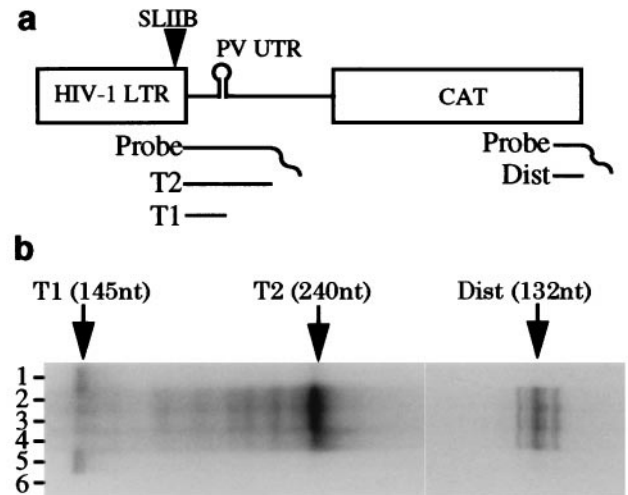 a
SLIIB
PV UTR
HIV-1 LTR
CAT
Probe
T2
T1
Probe
Dist
b
T1 (145nt)
T2 (240nt)
Dist (132nt)
1
2
3
4
5
6